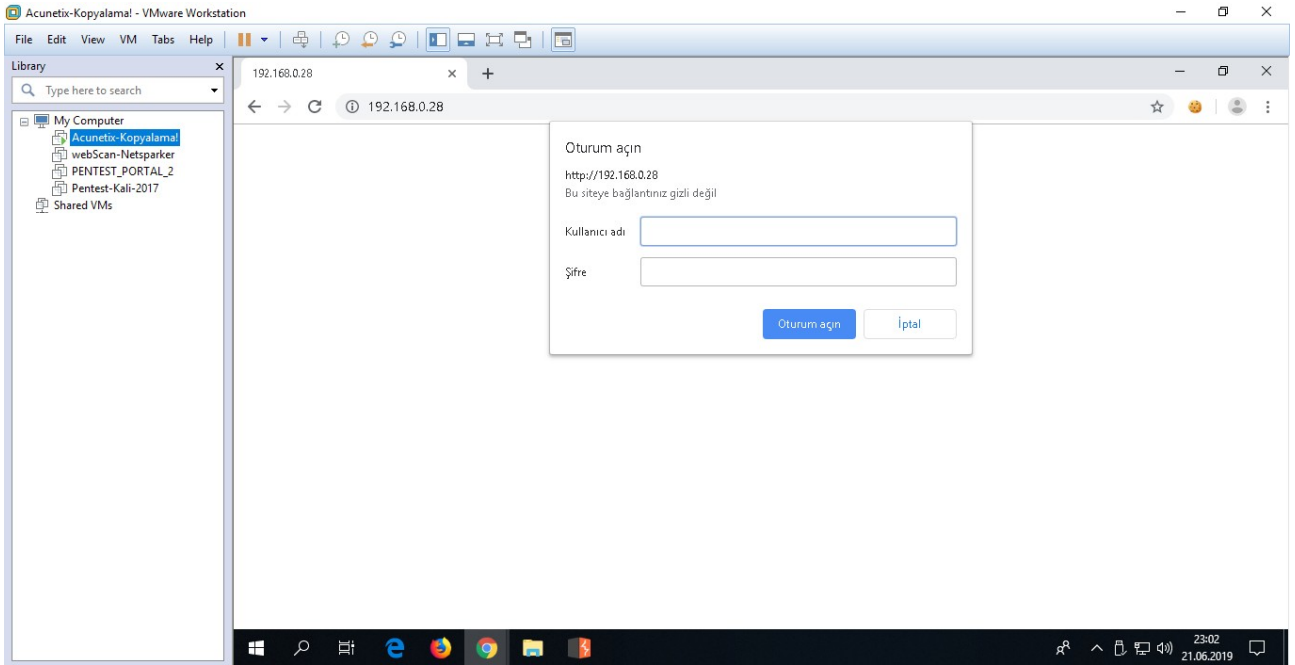 Acunetix-Kopyalama! - VMware Workstation
File Edit View VM Tabs Help
Library
Type here to search
My Computer
Acunetix-Kopyalama!
webScan-Netsparker
PENTEST_PORTAL_2
Pentest-Kali-2017
Shared VMs
192.168.0.28
192.168.0.28
Oturum açın
http://192.168.0.28
Bu siteye bağlantınız gizli değil
Kullanıcı adı
Şifre
Oturum açın İptal
23:02
21.06.2019